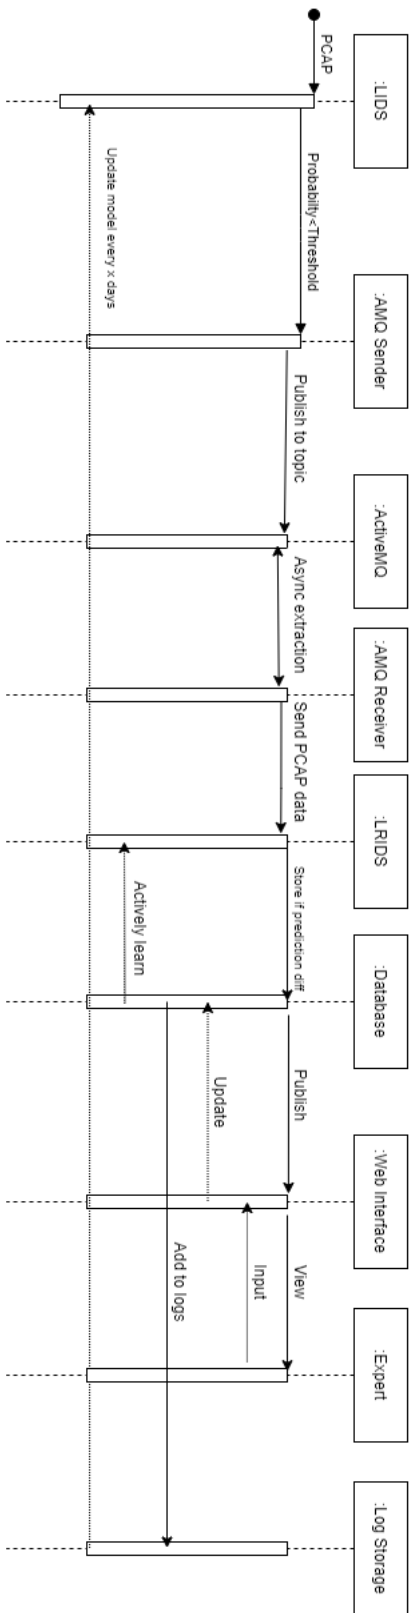 :LIDS
:AMQ Sender
:ActiveMQ
:AMQ Receiver
:LRIDS
:Database
:Web Interface
:Expert
:Log Storage
PCAP
Probabilty<Threshold
Publish to topic
Async extraction
Send PCAP data
Store if prediction diff
Publish
View
Input
Update
Add to logs
Actively learn
Update model every x days